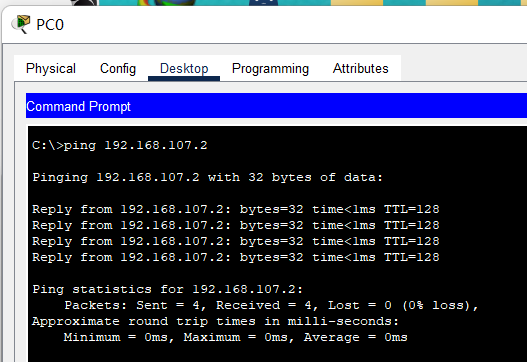 PC0
Physical Config Desktop Programming Attributes
Command Prompt
C:\>ping 192.168.107.2
Pinging 192.168.107.2 with 32 bytes of data:
Reply from 192.168.107.2: bytes=32 time<1ms TTL=128
Reply from 192.168.107.2: bytes=32 time<1ms TTL=128
Reply from 192.168.107.2: bytes=32 time<1ms TTL=128
Reply from 192.168.107.2: bytes=32 time<1ms TTL=128
Ping statistics for 192.168.107.2:
    Packets: Sent = 4, Received = 4, Lost = 0 (0% loss),
Approximate round trip times in milli-seconds:
    Minimum = 0ms, Maximum = 0ms, Average = 0ms